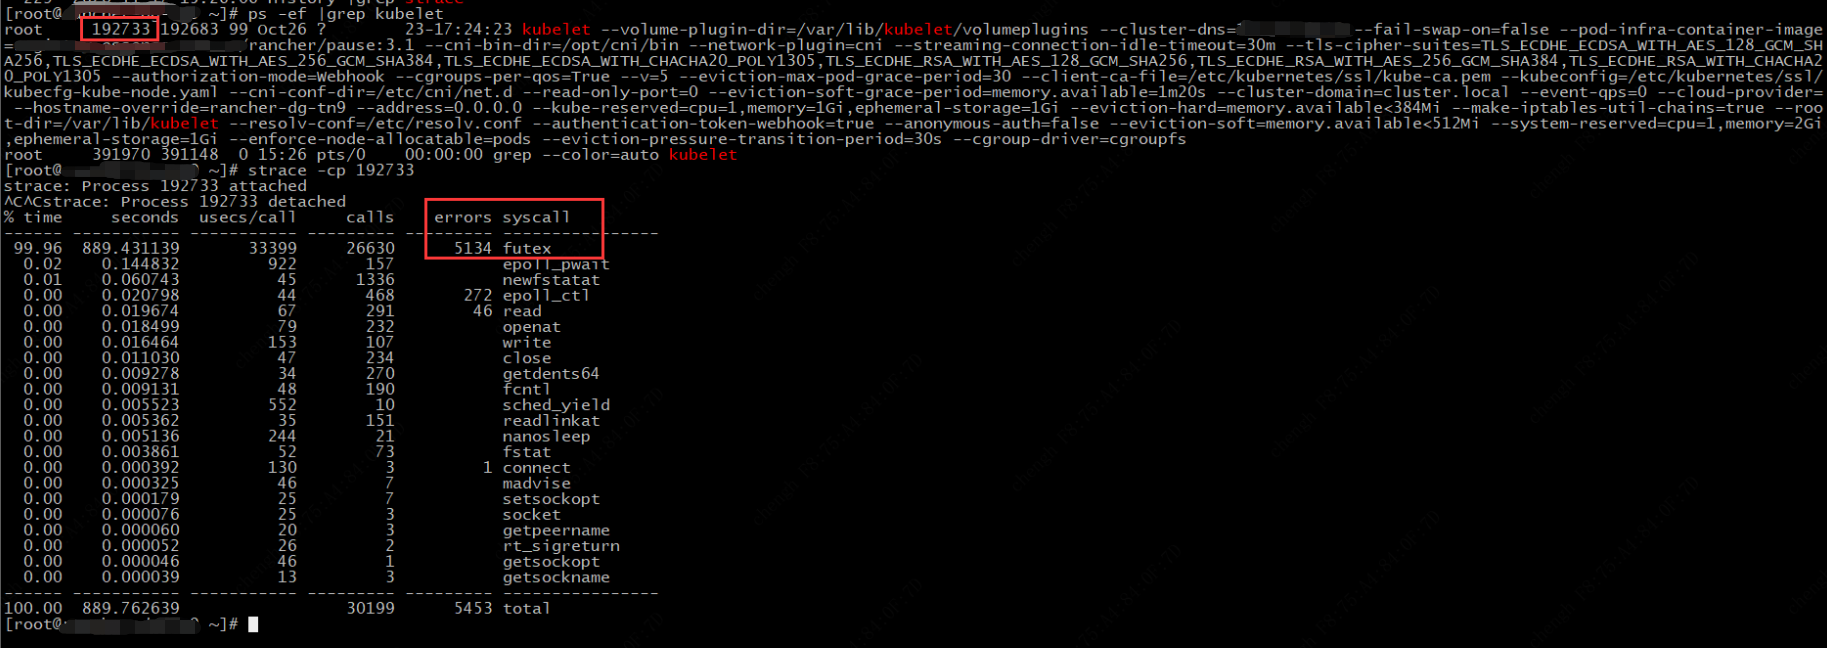 [root@ ~]# ps -ef |grep kubelet
root 192733 192683 99 Oct26 ? 23-17:24:23 kubelet --volume-plugin-dir=/var/lib/kubelet/volumeplugins --cluster-dns= --fail-swap-on=false --pod-infra-container-image
= /rancher/pause:3.1 --cni-bin-dir=/opt/cni/bin --network-plugin=cni --streaming-connection-idle-timeout=30m --tls-cipher-suites=TLS_ECDHE_ECDSA_WITH_AES_128_GCM_SH
A256,TLS_ECDHE_ECDSA_WITH_AES_256_GCM_SHA384,TLS_ECDHE_ECDSA_WITH_CHACHA20_POLY1305,TLS_ECDHE_RSA_WITH_AES_128_GCM_SHA256,TLS_ECDHE_RSA_WITH_AES_256_GCM_SHA384,TLS_ECDHE_RSA_WITH_CHACHA2
0_POLY1305 --authorization-mode=Webhook --cgroups-per-qos=True --v=5 --eviction-max-pod-grace-period=30 --client-ca-file=/etc/kubernetes/ssl/kube-ca.pem --kubeconfig=/etc/kubernetes/ssl/
kubecfg-kube-node.yaml --cni-conf-dir=/etc/cni/net.d --read-only-port=0 --eviction-soft-grace-period=memory.available=1m20s --cluster-domain=cluster.local --event-qps=0 --cloud-provider=
--hostname-override=rancher-dg-tn9 --address=0.0.0.0 --kube-reserved=cpu=1,memory=1Gi,ephemeral-storage=1Gi --eviction-hard=memory.available<384Mi --make-iptables-util-chains=true --roo
t-dir=/var/lib/kubelet --resolv-conf=/etc/resolv.conf --authentication-token-webhook=true --anonymous-auth=false --eviction-soft=memory.available<512Mi --system-reserved=cpu=1,memory=2Gi
,ephemeral-storage=1Gi --enforce-node-allocatable=pods --eviction-pressure-transition-period=30s --cgroup-driver=cgroupfs
root 391970 391148 0 15:26 pts/0 00:00:00 grep --color=auto kubelet
[root@ ~]# strace -cp 192733
strace: Process 192733 attached
^C^Cstrace: Process 192733 detached
% time seconds usecs/call calls errors syscall
------ ----------- ----------- --------- --------- ----------------
99.96 889.431139 33399 26630 5134 futex
0.02 0.144832 922 157 epoll_pwait
0.01 0.060743 45 1336 newfstatat
0.00 0.020798 44 468 272 epoll_ctl
0.00 0.019674 67 291 46 read
0.00 0.018499 79 232 openat
0.00 0.016464 153 107 write
0.00 0.011030 47 234 close
0.00 0.009278 34 270 getdents64
0.00 0.009131 48 190 fcntl
0.00 0.005523 552 10 sched_yield
0.00 0.005362 35 151 readlinkat
0.00 0.005136 244 21 nanosleep
0.00 0.003861 52 73 fstat
0.00 0.000392 130 3 1 connect
0.00 0.000325 46 7 madvise
0.00 0.000179 25 7 setsockopt
0.00 0.000076 25 3 socket
0.00 0.000060 20 3 getpeername
0.00 0.000052 26 2 rt_sigreturn
0.00 0.000046 46 1 getsockopt
0.00 0.000039 13 3 getsockname
------ ----------- ----------- --------- --------- ----------------
100.00 889.762639 30199 5453 total
[root@ ~]#